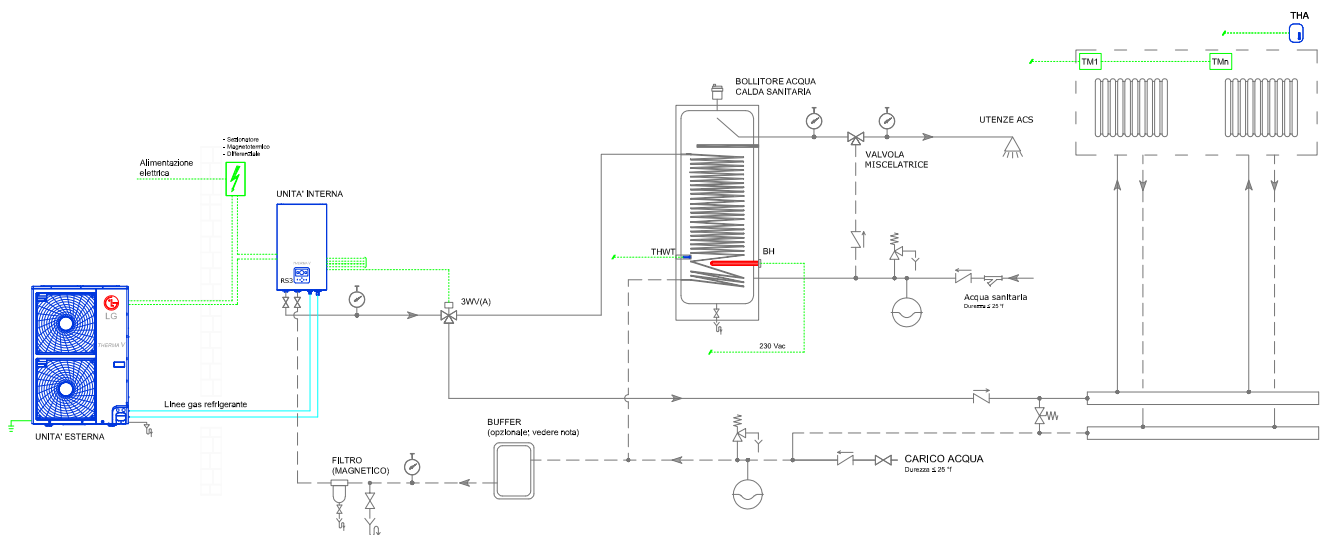 THA
TM1
TMn
BOLLITORE ACQUA
CALDA SANITARIA
UTENZE ACS
VALVOLA
MISCELATRICE
- Sezionatore
- Magnetotermico
- Differenziale
Alimentazione
elettrica
UNITA' INTERNA
THERMA V
RS3
THWT
BH
3WV(A)
Acqua sanitaria
Durezza ≤ 25 °f
LG
THERMA V
230 Vac
Linee gas refrigerante
UNITA' ESTERNA
BUFFER
(opzionale; vedere nota)
FILTRO
(MAGNETICO)
CARICO ACQUA
Durezza ≤ 25 °f